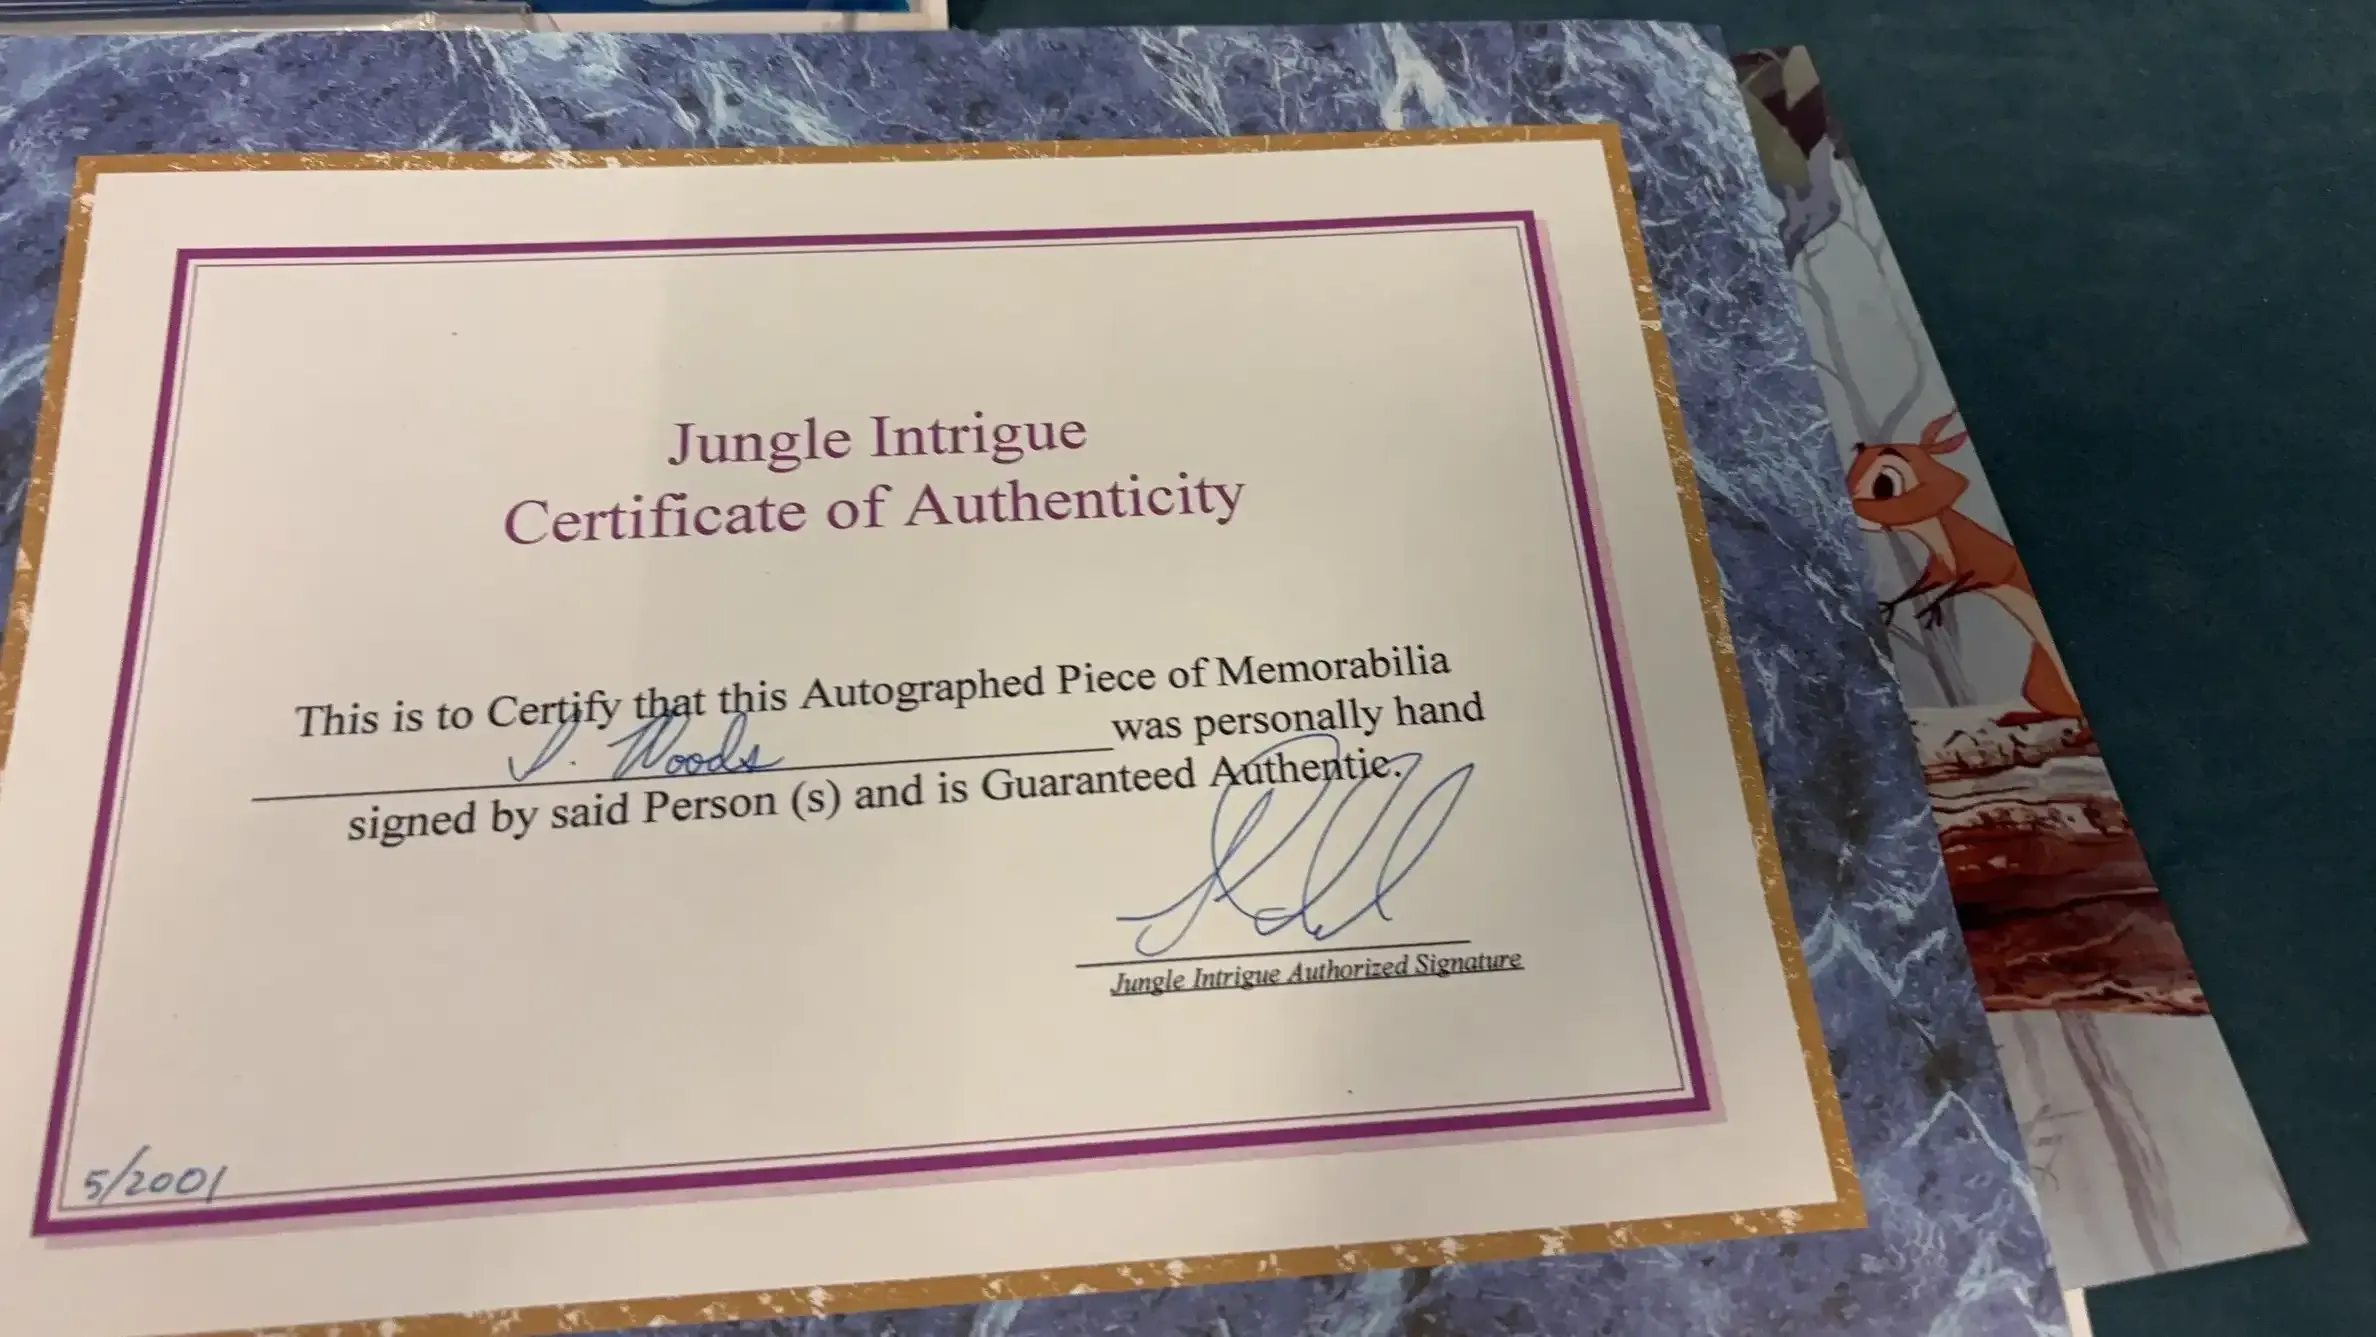 Jungle Intrigue
Certificate of Authenticity
This is to Certify that this Autographed Piece of Memorabilia
J. Woods was personally hand
signed by said Person (s) and is Guaranteed Authentic.
Jungle Intrigue Authorized Signature
5/2001